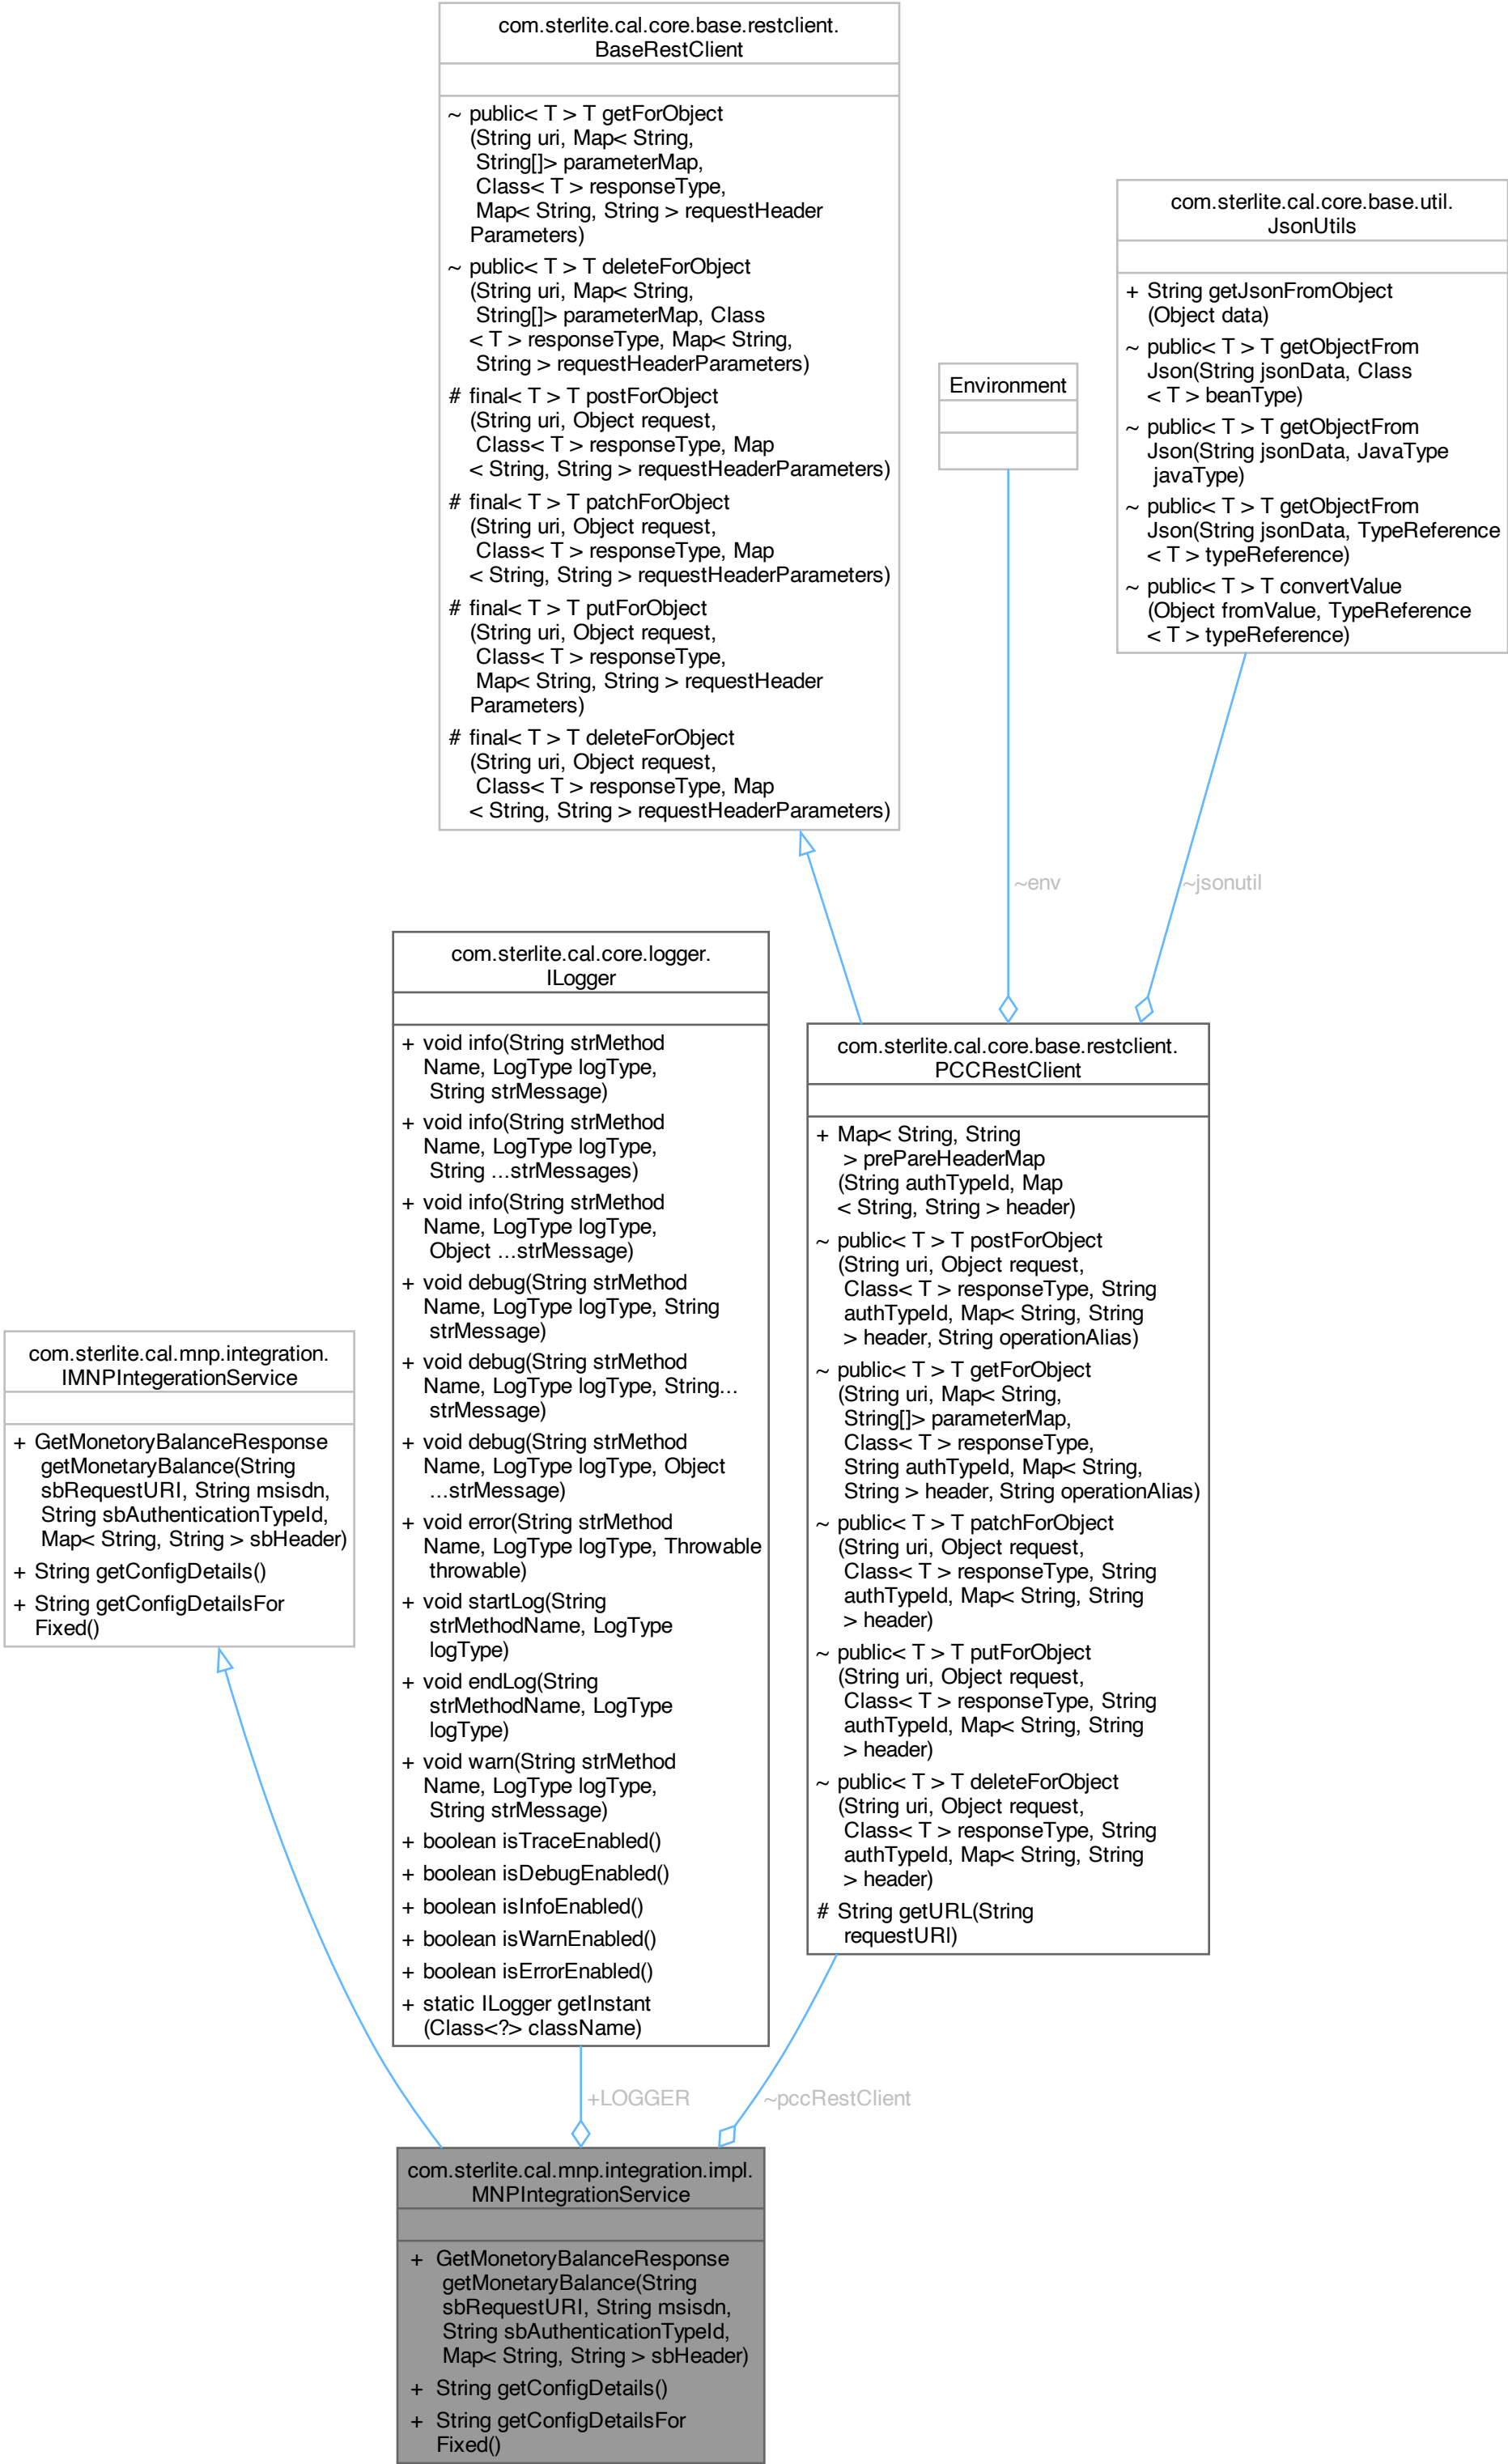 com.sterlite.cal.core.base.restclient.
BaseRestClient
~ public< T > T getForObject
(String uri, Map< String,
String[]> parameterMap,
Class< T > responseType,
Map< String, String > requestHeader
Parameters)
~ public< T > T deleteForObject
(String uri, Map< String,
String[]> parameterMap, Class
< T > responseType, Map< String,
String > requestHeaderParameters)
# final< T > T postForObject
(String uri, Object request,
Class< T > responseType, Map
< String, String > requestHeaderParameters)
# final< T > T patchForObject
(String uri, Object request,
Class< T > responseType, Map
< String, String > requestHeaderParameters)
# final< T > T putForObject
(String uri, Object request,
Class< T > responseType,
Map< String, String > requestHeader
Parameters)
# final< T > T deleteForObject
(String uri, Object request,
Class< T > responseType, Map
< String, String > requestHeaderParameters)
com.sterlite.cal.core.base.util.
JsonUtils
+ String getJsonFromObject
(Object data)
~ public< T > T getObjectFrom
Json(String jsonData, Class
< T > beanType)
~ public< T > T getObjectFrom
Json(String jsonData, JavaType
javaType)
~ public< T > T getObjectFrom
Json(String jsonData, TypeReference
< T > typeReference)
~ public< T > T convertValue
(Object fromValue, TypeReference
< T > typeReference)
Environment
~env
~jsonutil
com.sterlite.cal.core.logger.
ILogger
+ void info(String strMethod
Name, LogType logType,
String strMessage)
+ void info(String strMethod
Name, LogType logType,
String ...strMessages)
+ void info(String strMethod
Name, LogType logType,
Object ...strMessage)
+ void debug(String strMethod
Name, LogType logType, String
strMessage)
+ void debug(String strMethod
Name, LogType logType, String...
strMessage)
+ void debug(String strMethod
Name, LogType logType, Object
...strMessage)
+ void error(String strMethod
Name, LogType logType, Throwable
throwable)
+ void startLog(String
strMethodName, LogType
logType)
+ void endLog(String
strMethodName, LogType
logType)
+ void warn(String strMethod
Name, LogType logType,
String strMessage)
+ boolean isTraceEnabled()
+ boolean isDebugEnabled()
+ boolean isInfoEnabled()
+ boolean isWarnEnabled()
+ boolean isErrorEnabled()
+ static ILogger getInstant
(Class<?> className)
com.sterlite.cal.core.base.restclient.
PCCRestClient
+ Map< String, String
> prePareHeaderMap
(String authTypeId, Map
< String, String > header)
~ public< T > T postForObject
(String uri, Object request,
Class< T > responseType, String
authTypeId, Map< String, String
> header, String operationAlias)
~ public< T > T getForObject
(String uri, Map< String,
String[]> parameterMap,
Class< T > responseType,
String authTypeId, Map< String,
String > header, String operationAlias)
~ public< T > T patchForObject
(String uri, Object request,
Class< T > responseType, String
authTypeId, Map< String, String
> header)
~ public< T > T putForObject
(String uri, Object request,
Class< T > responseType, String
authTypeId, Map< String, String
> header)
~ public< T > T deleteForObject
(String uri, Object request,
Class< T > responseType, String
authTypeId, Map< String, String
> header)
# String getURL(String
requestURI)
com.sterlite.cal.mnp.integration.
IMNPIntegerationService
+ GetMonetoryBalanceResponse
getMonetaryBalance(String
sbRequestURI, String msisdn,
String sbAuthenticationTypeId,
Map< String, String > sbHeader)
+ String getConfigDetails()
+ String getConfigDetailsFor
Fixed()
+LOGGER
~pccRestClient
com.sterlite.cal.mnp.integration.impl.
MNPIntegrationService
+ GetMonetoryBalanceResponse
getMonetaryBalance(String
sbRequestURI, String msisdn,
String sbAuthenticationTypeId,
Map< String, String > sbHeader)
+ String getConfigDetails()
+ String getConfigDetailsFor
Fixed()